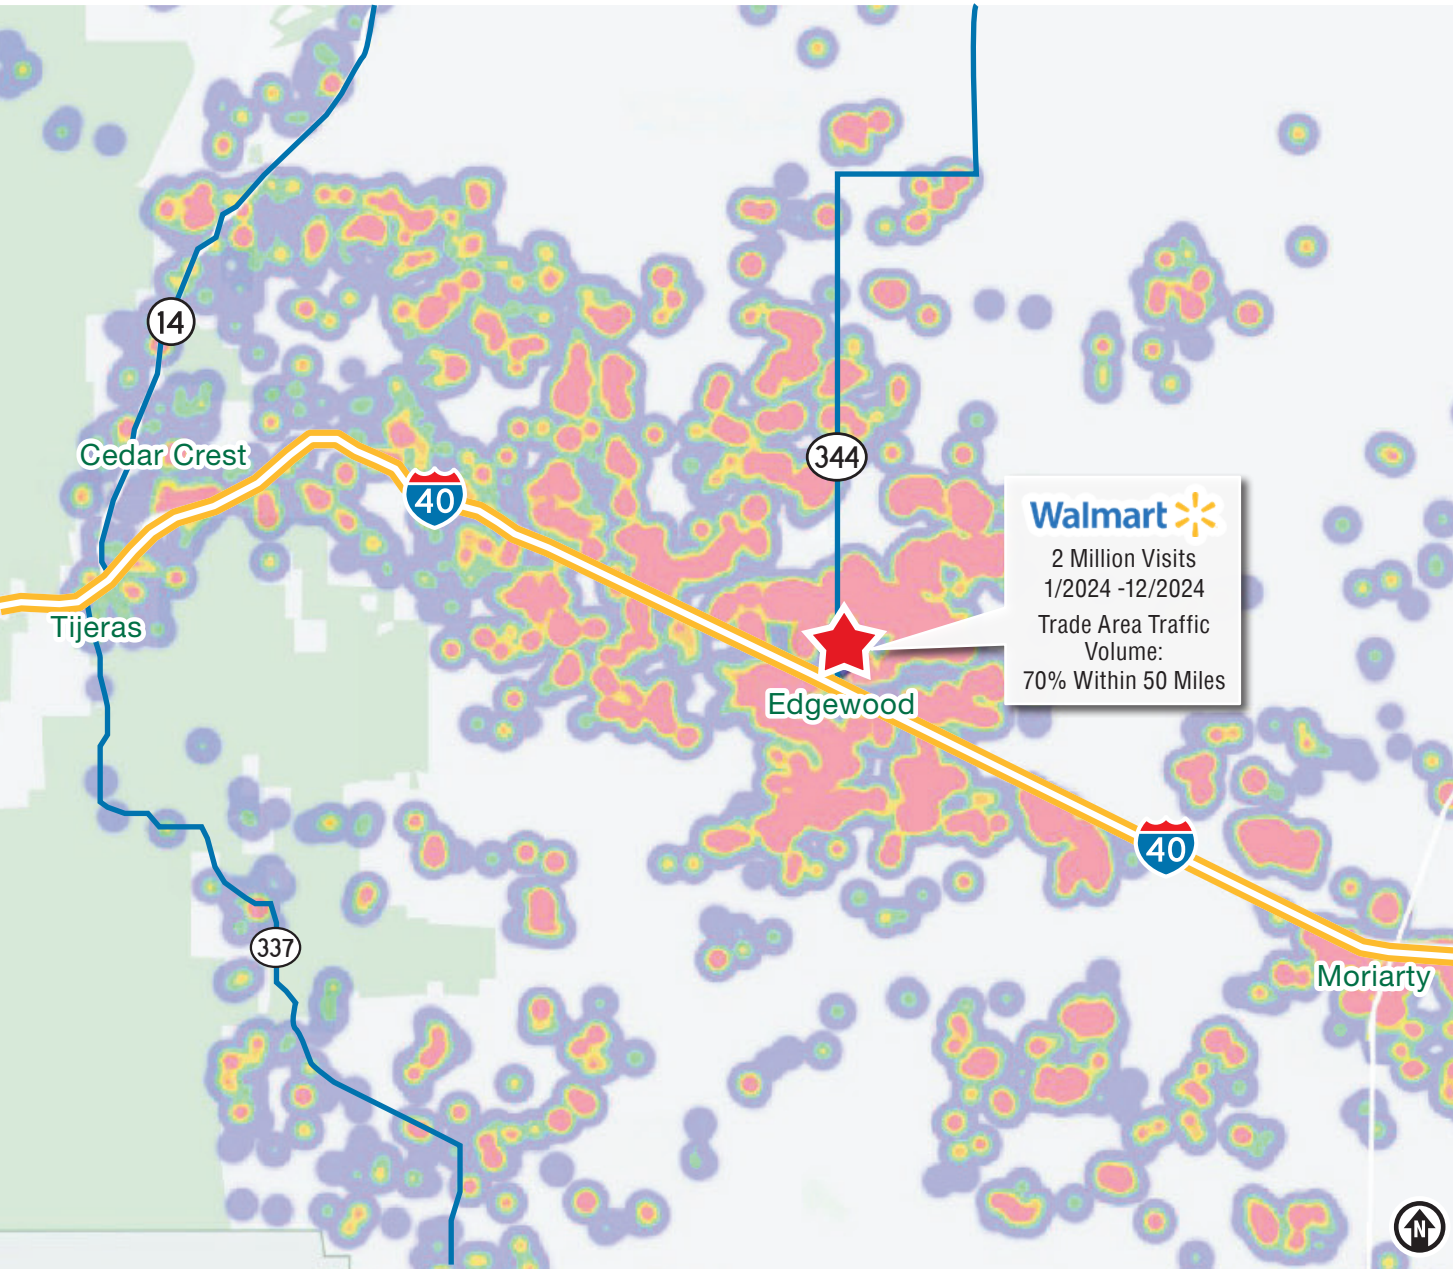 14
Cedar Crest
40
344
Walmart
2 Million Visits
1/2024 -12/2024
Trade Area Traffic
Volume:
70% Within 50 Miles
Tijeras
Edgewood
40
337
Moriarty
N